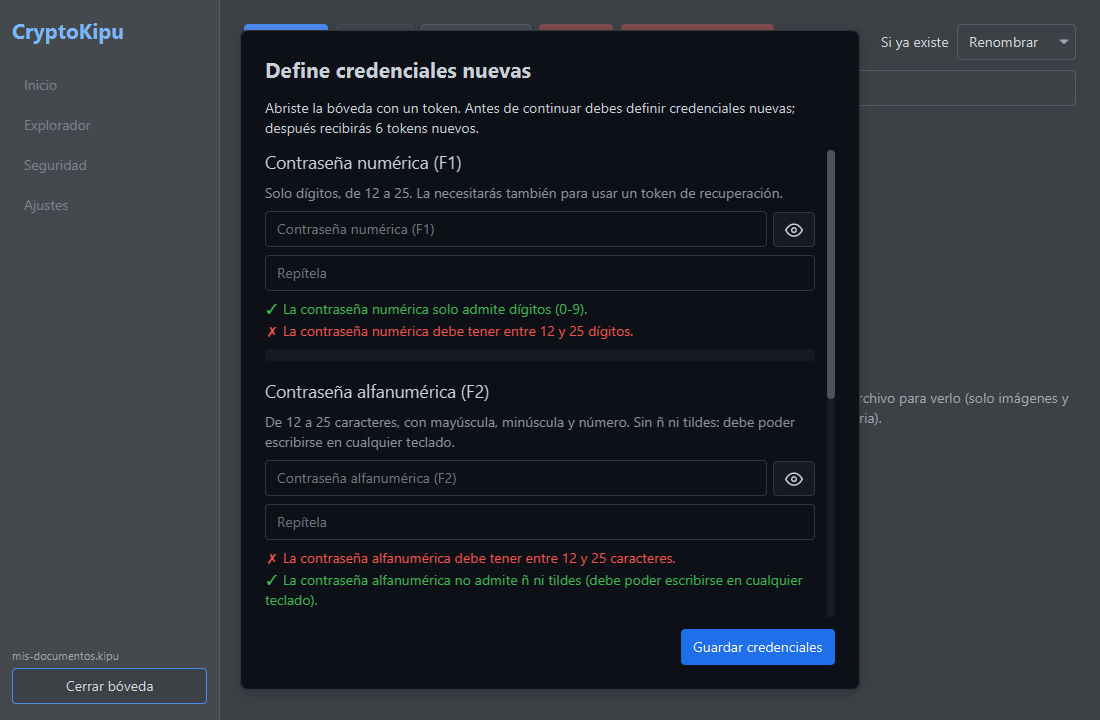 CryptoKipu
Inicio
Explorador
Seguridad
Ajustes
mis-documentos.kipu
Cerrar bóveda
Si ya existe
Renombrar
Define credenciales nuevas
Abriste la bóveda con un token. Antes de continuar debes definir credenciales nuevas;
después recibirás 6 tokens nuevos.
Contraseña numérica (F1)
Solo dígitos, de 12 a 25. La necesitarás también para usar un token de recuperación.
Contraseña numérica (F1)
Repítela
✓ La contraseña numérica solo admite dígitos (0-9).
✗ La contraseña numérica debe tener entre 12 y 25 dígitos.
Contraseña alfanumérica (F2)
De 12 a 25 caracteres, con mayúscula, minúscula y número. Sin ñ ni tildes: debe poder
escribirse en cualquier teclado.
Contraseña alfanumérica (F2)
Repítela
✗ La contraseña alfanumérica debe tener entre 12 y 25 caracteres.
✓ La contraseña alfanumérica no admite ñ ni tildes (debe poder escribirse en cualquier
teclado).
Guardar credenciales
para verlo (solo imágenes y